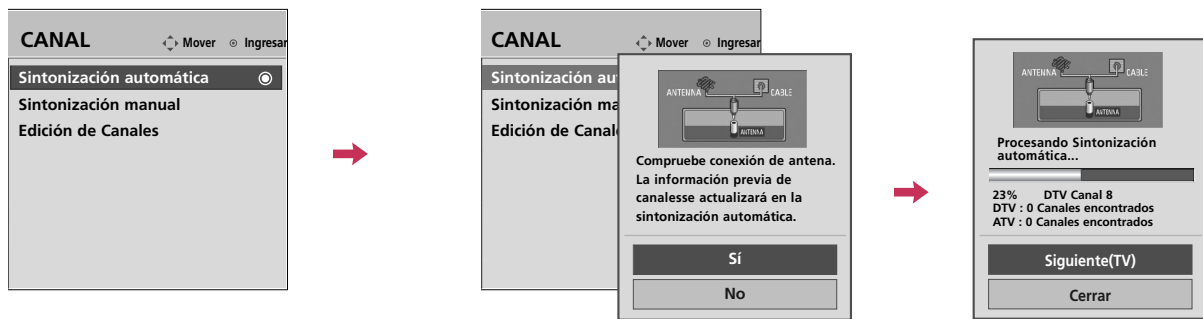 CANAL
Mover Ingresar
Sintonización automática
Sintonización manual
Edición de Canales
CANAL
Mover Ingresar
Sintonización au
Sintonización ma
Edición de Canal
ANTENNA CABLE
ANTENNA
Compruebe conexión de antena.
La información previa de
canalesse actualizará en la
sintonización automática.
Sí
No
ANTENNA CABLE
ANTENNA
Procesando Sintonización
automática...
23% DTV Canal 8
DTV : 0 Canales encontrados
ATV : 0 Canales encontrados
Siguiente(TV)
Cerrar